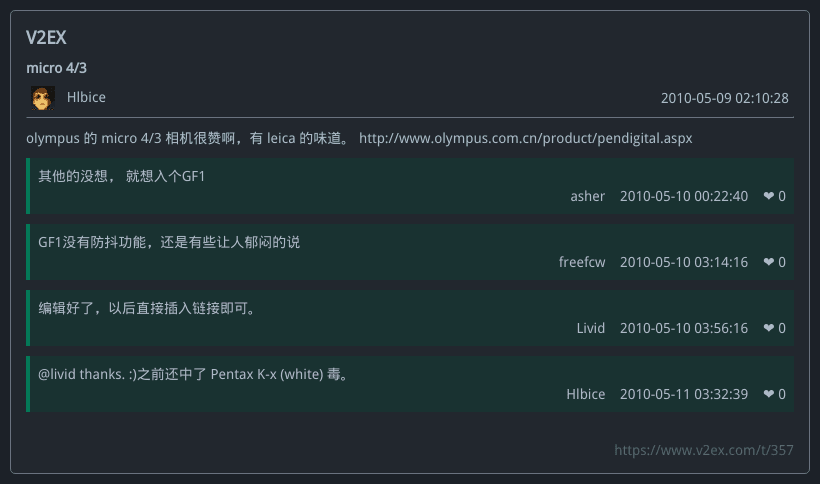 V2EX
micro 4/3
Hlbice 2010-05-09 02:10:28
olympus 的 micro 4/3 相机很赞啊，有 leica 的味道。 http://www.olympus.com.cn/product/pendigital.aspx
其他的没想， 就想入个GF1
asher 2010-05-10 00:22:40 ❤ 0
GF1没有防抖功能，还是有些让人郁闷的说
freefcw 2010-05-10 03:14:16 ❤ 0
编辑好了，以后直接插入链接即可。
Livid 2010-05-10 03:56:16 ❤ 0
@livid thanks. :)之前还中了 Pentax K-x (white) 毒。
Hlbice 2010-05-11 03:32:39 ❤ 0
https://www.v2ex.com/t/357